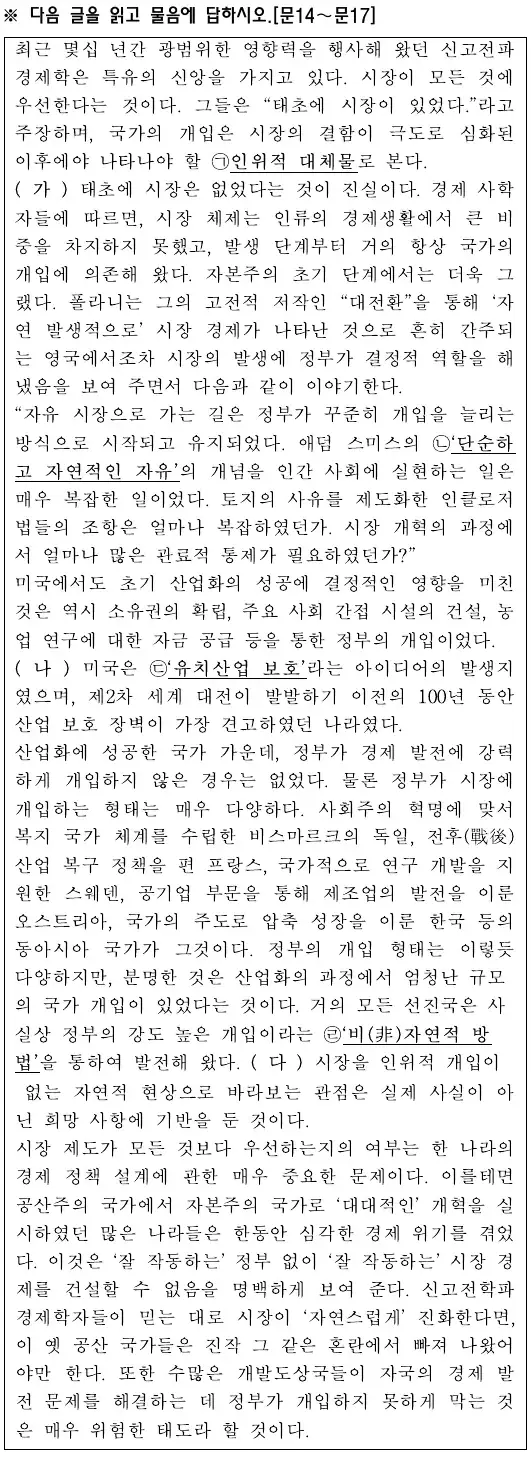 ※ 다음 글을 읽고 물음에 답하시오.[문14～문17]
최근 몇십 년간 광범위한 영향력을 행사해 왔던 신고전파
경제학은 특유의 신앙을 가지고 있다. 시장이 모든 것에
우선한다는 것이다. 그들은 “태초에 시장이 있었다.”라고
주장하며, 국가의 개입은 시장의 결함이 극도로 심화된
이후에야 나타나야 할 ㉠인위적 대체물로 본다.
( 가 ) 태초에 시장은 없었다는 것이 진실이다. 경제 사학
자들에 따르면, 시장 체제는 인류의 경제생활에서 큰 비
중을 차지하지 못했고, 발생 단계부터 거의 항상 국가의
개입에 의존해 왔다. 자본주의 초기 단계에서는 더욱 그
랬다. 폴라니는 그의 고전적 저작인 “대전환”을 통해 ‘자
연 발생적으로’ 시장 경제가 나타난 것으로 흔히 간주되
는 영국에서조차 시장의 발생에 정부가 결정적 역할을 해
냈음을 보여 주면서 다음과 같이 이야기한다.
“자유 시장으로 가는 길은 정부가 꾸준히 개입을 늘리는
방식으로 시작되고 유지되었다. 애덤 스미스의 ㉡‘단순하
고 자연적인 자유’의 개념을 인간 사회에 실현하는 일은
매우 복잡한 일이었다. 토지의 사유를 제도화한 인클로저
법들의 조항은 얼마나 복잡하였던가. 시장 개혁의 과정에
서 얼마나 많은 관료적 통제가 필요하였던가?”
미국에서도 초기 산업화의 성공에 결정적인 영향을 미친
것은 역시 소유권의 확립, 주요 사회 간접 시설의 건설, 농
업 연구에 대한 자금 공급 등을 통한 정부의 개입이었다.
( 나 ) 미국은 ㉢‘유치산업 보호’라는 아이디어의 발생지
였으며, 제2차 세계 대전이 발발하기 이전의 100년 동안
산업 보호 장벽이 가장 견고하였던 나라였다.
산업화에 성공한 국가 가운데, 정부가 경제 발전에 강력
하게 개입하지 않은 경우는 없었다. 물론 정부가 시장에
개입하는 형태는 매우 다양하다. 사회주의 혁명에 맞서
복지 국가 체계를 수립한 비스마르크의 독일, 전후(戰後)
산업 복구 정책을 편 프랑스, 국가적으로 연구 개발을 지
원한 스웨덴, 공기업 부문을 통해 제조업의 발전을 이룬
오스트리아, 국가의 주도로 압축 성장을 이룬 한국 등의
동아시아 국가가 그것이다. 정부의 개입 형태는 이렇듯
다양하지만, 분명한 것은 산업화의 과정에서 엄청난 규모
의 국가 개입이 있었다는 것이다. 거의 모든 선진국은 사
실상 정부의 강도 높은 개입이라는 ㉣‘비(非)자연적 방
법’을 통하여 발전해 왔다. ( 다 ) 시장을 인위적 개입이
없는 자연적 현상으로 바라보는 관점은 실제 사실이 아
닌 희망 사항에 기반을 둔 것이다.
시장 제도가 모든 것보다 우선하는지의 여부는 한 나라의
경제 정책 설계에 관한 매우 중요한 문제이다. 이를테면
공산주의 국가에서 자본주의 국가로 ‘대대적인’ 개혁을 실
시하였던 많은 나라들은 한동안 심각한 경제 위기를 겪었
다. 이것은 ‘잘 작동하는’ 정부 없이 ‘잘 작동하는’ 시장 경
제를 건설할 수 없음을 명백하게 보여 준다. 신고전학과
경제학자들이 믿는 대로 시장이 ‘자연스럽게’ 진화한다면,
이 옛 공산 국가들은 진작 그 같은 혼란에서 빠져 나왔어
야만 한다. 또한 수많은 개발도상국들이 자국의 경제 발
전 문제를 해결하는 데 정부가 개입하지 못하게 막는 것
은 매우 위험한 태도라 할 것이다.